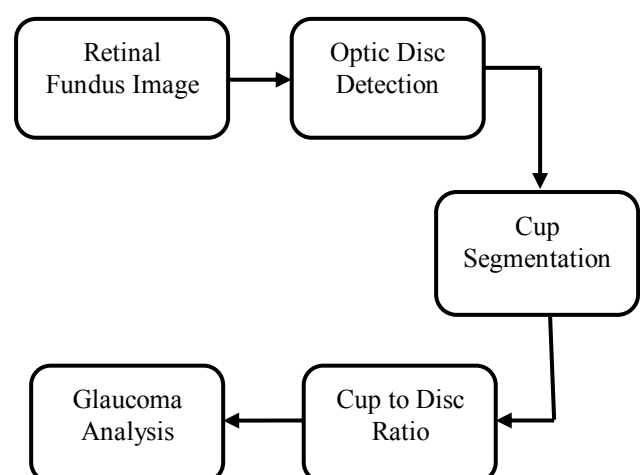 Retinal
Fundus Image
Optic Disc
Detection
Cup
Segmentation
Cup to Disc
Ratio
Glaucoma
Analysis